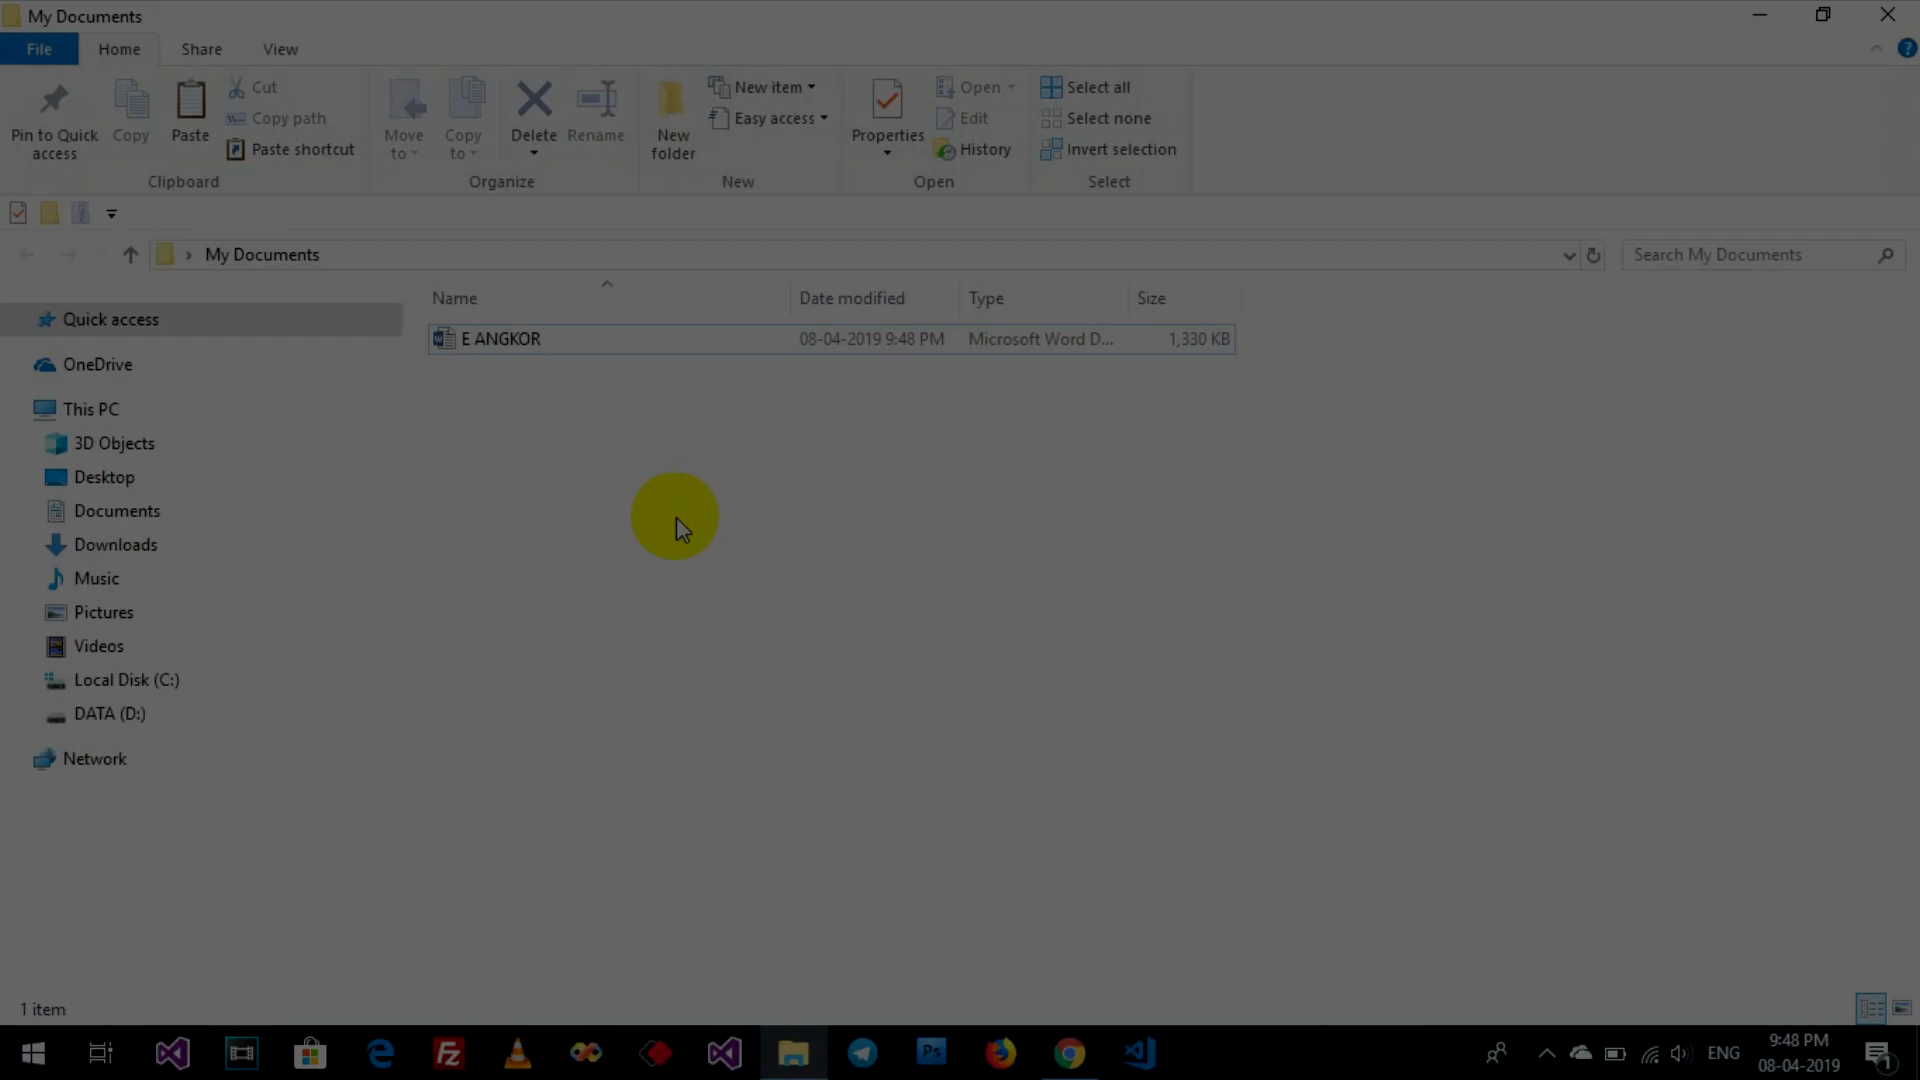 My Documents
File Home Share View
Pin to Quick access
Copy
Paste
Cut
Copy path
Paste shortcut
Clipboard
Move to
Copy to
Delete
Rename
Organize
New folder
New item
Easy access
New
Properties
Open
Edit
History
Open
Select all
Select none
Invert selection
Select
My Documents
Search My Documents
Name Date modified Type Size
E ANGKOR 08-04-2019 9:48 PM Microsoft Word D... 1,330 KB
Quick access
OneDrive
This PC
3D Objects
Desktop
Documents
Downloads
Music
Pictures
Videos
Local Disk (C:)
DATA (D:)
Network
1 item
Fz
Ps
ENG
9:48 PM
08-04-2019
1